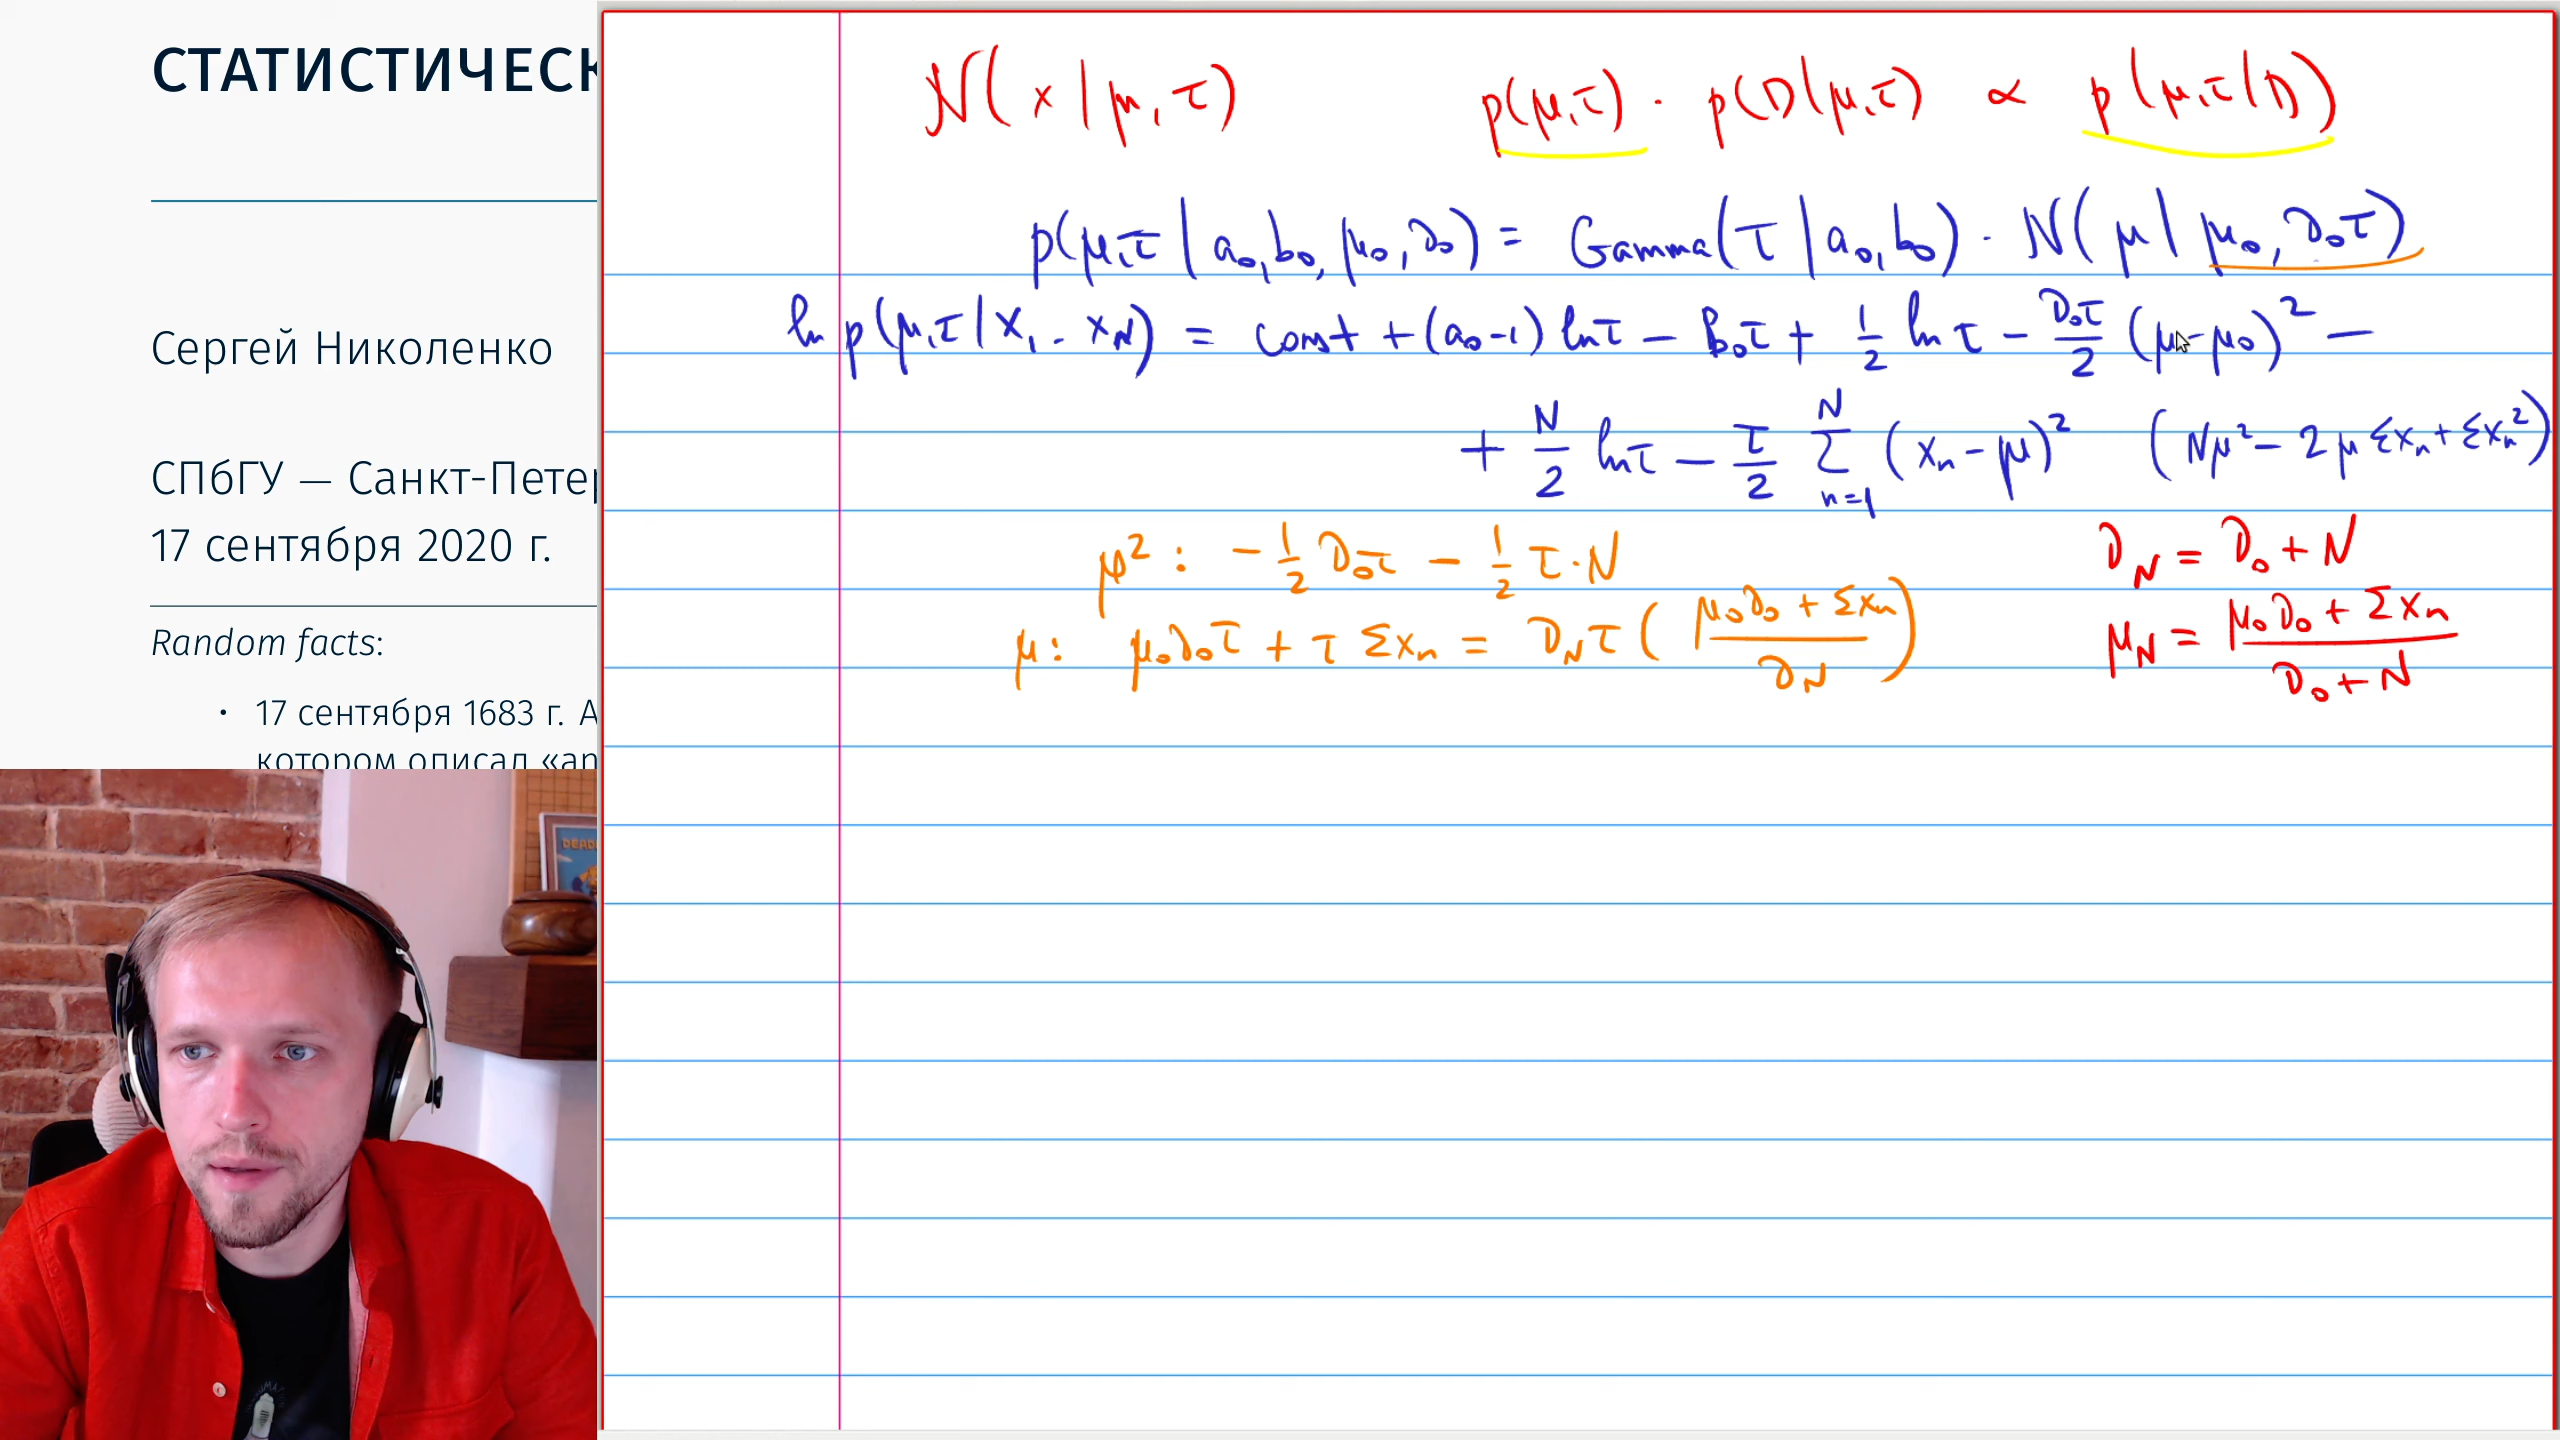 СТАТИСТИЧЕСК
Сергей Николенко
СПбГУ — Санкт-Петер
17 сентября 2020 г.
Random facts:
• 17 сентября 1683 г. А
котором описал «an
N(x | μ, τ)    p(μ,τ) · p(D|μ,τ) ∝ p(μ,τ|D)
p(μ,τ | a₀,b₀,μ₀,λ₀) = Gamma(τ | a₀,b₀) · N(μ | μ₀, λ₀τ)
ln p(μ,τ | x₁ .. x_N) = const + (a₀-1) ln τ − b₀τ + 1/2 ln τ − λ₀τ/2 (μ-μ₀)² −
+ N/2 ln τ − τ/2 Σ_{n=1}^{N} (x_n − μ)²   (Nμ² − 2μ Σx_n + Σx_n²)
μ² : − 1/2 λ₀τ − 1/2 τ·N    λ_N = λ₀ + N
μ : μ₀λ₀τ + τ Σx_n = λ_N τ ( (μ₀λ₀ + Σx_n) / λ_N )    μ_N = (μ₀λ₀ + Σx_n) / (λ₀ + N)